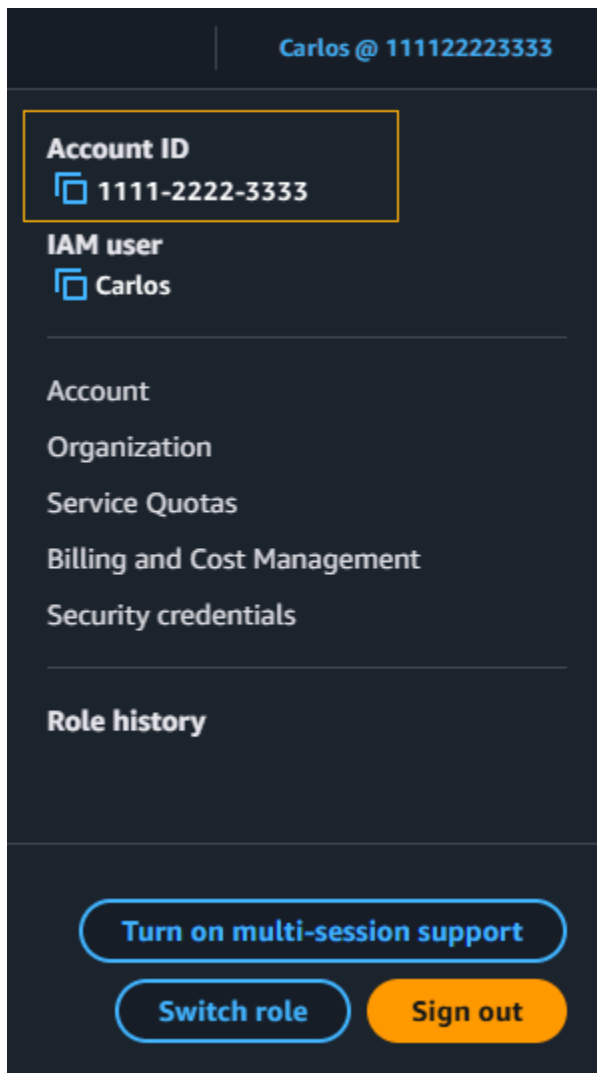 Carlos @ 111122223333
Account ID
1111-2222-3333
IAM user
Carlos
Account
Organization
Service Quotas
Billing and Cost Management
Security credentials
Role history
Turn on multi-session support
Switch role
Sign out